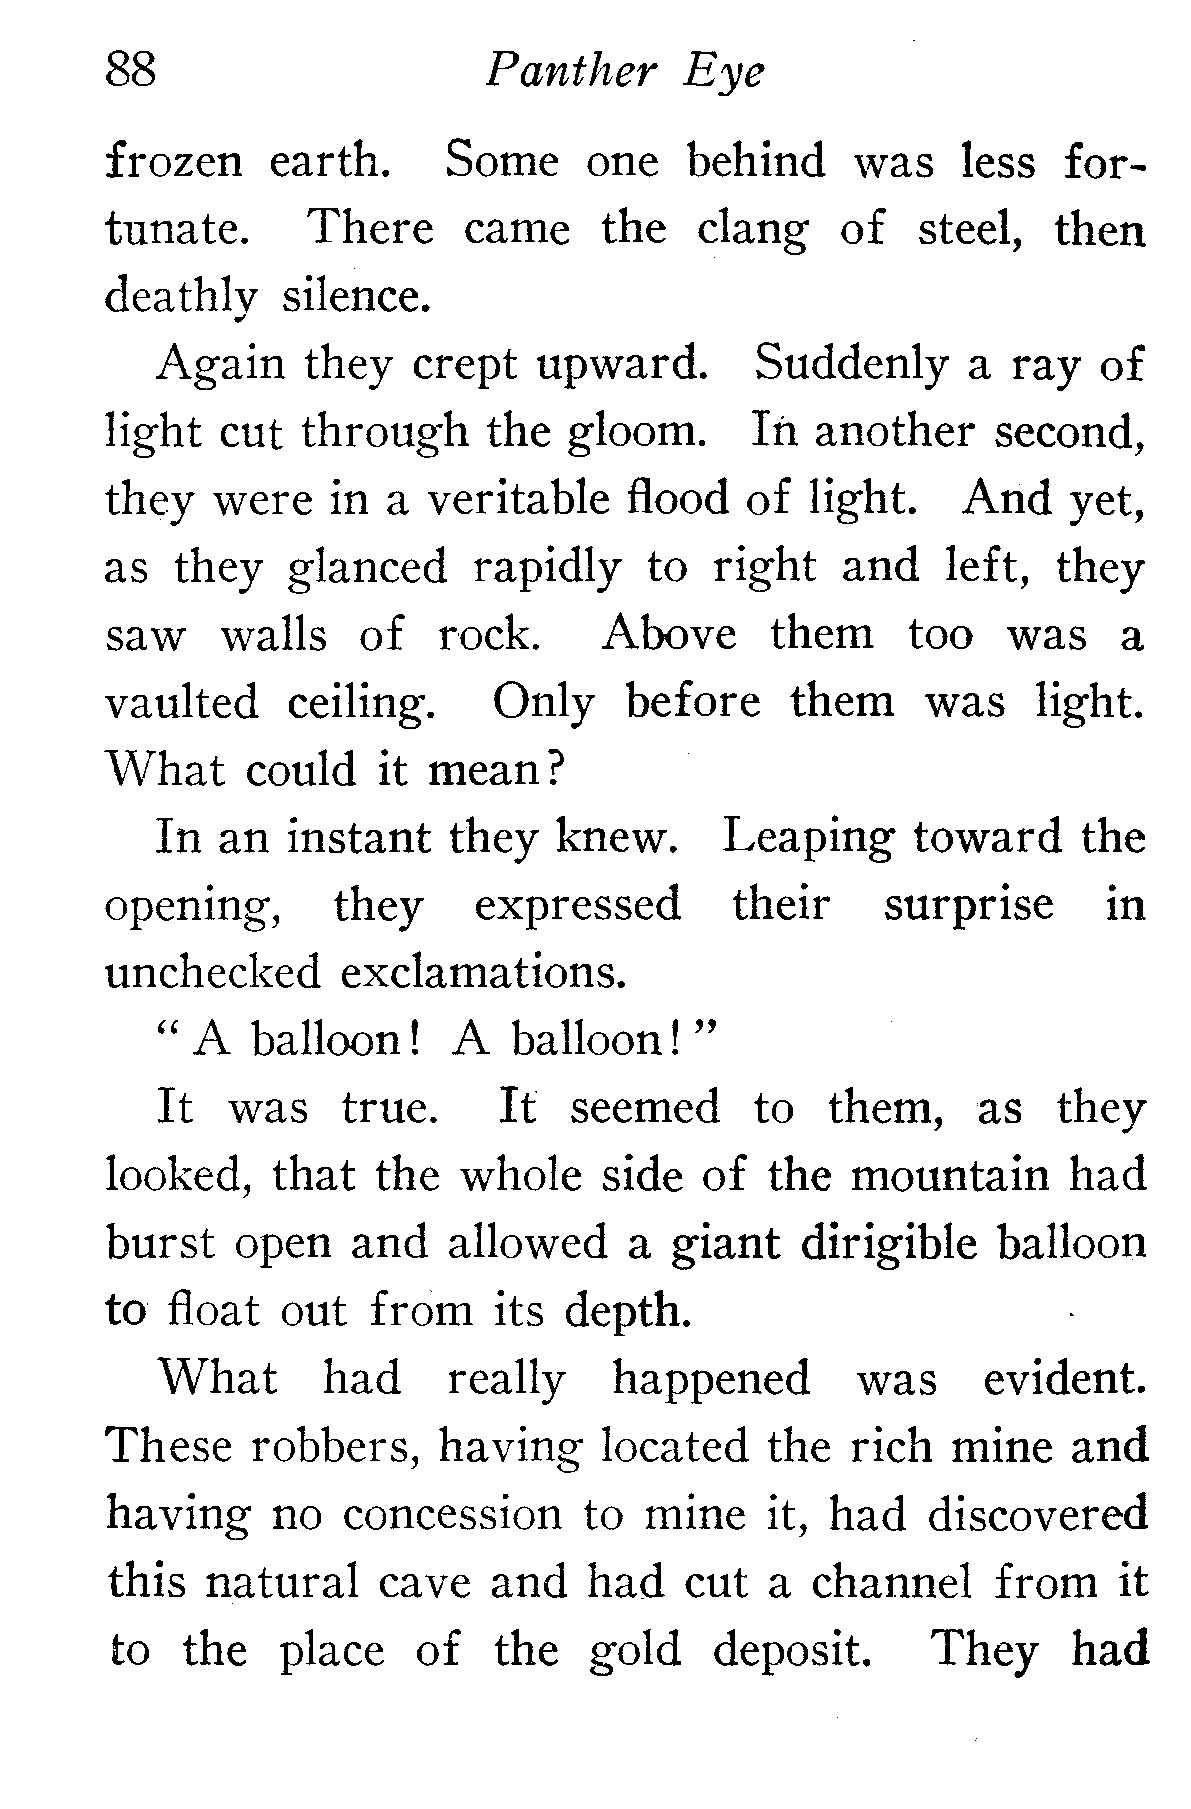 88 Panther Eye
frozen earth. Some one behind was less for-
tunate. There came the clang of steel, then
deathly silence.
Again they crept upward. Suddenly a ray of
light cut through the gloom. In another second,
they were in a veritable flood of light. And yet,
as they glanced rapidly to right and left, they
saw walls of rock. Above them too was a
vaulted ceiling. Only before them was light.
What could it mean?
In an instant they knew. Leaping toward the
opening, they expressed their surprise in
unchecked exclamations.
“ A balloon! A balloon! ”
It was true. It seemed to them, as they
looked, that the whole side of the mountain had
burst open and allowed a giant dirigible balloon
to float out from its depth.
What had really happened was evident.
These robbers, having located the rich mine and
having no concession to mine it, had discovered
this natural cave and had cut a channel from it
to the place of the gold deposit. They had